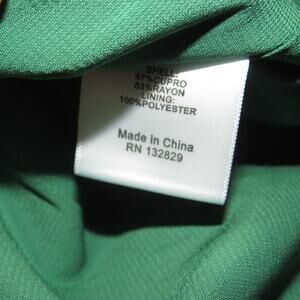 SHELL:
47%CUPRO
53%RAYON
LINING:
100%POLYESTER
Made in China
RN 132829